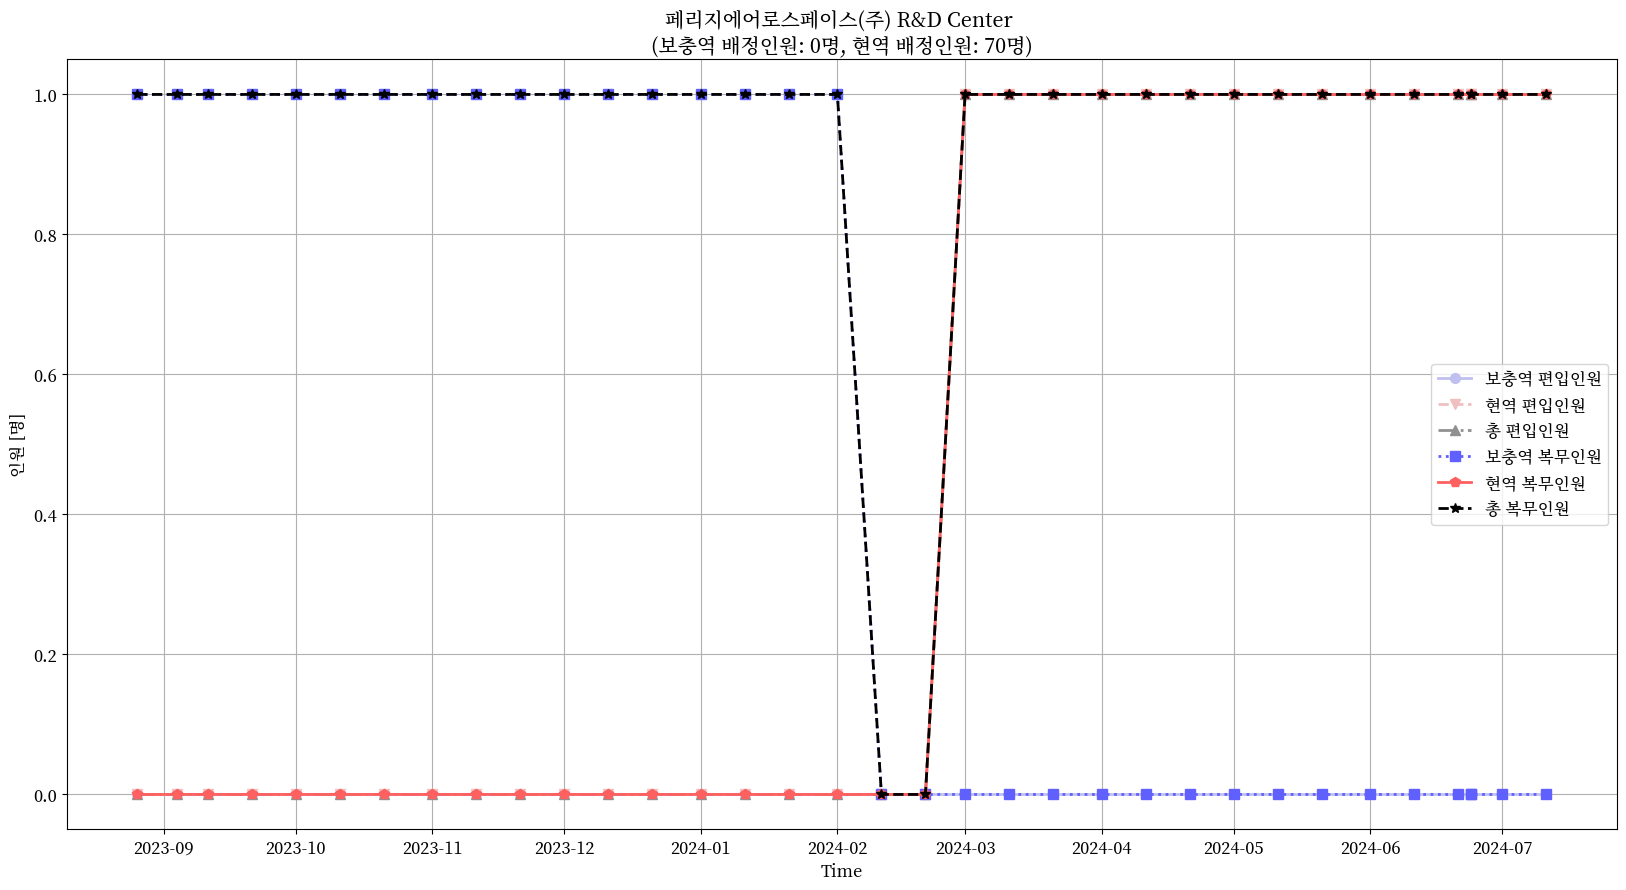 페리지에어로스페이스(주) R&D Center
(보충역 배정인원: 0명, 현역 배정인원: 70명)
인원 [명]
1.0
0.8
0.6
0.4
0.2
0.0
보충역 편입인원
현역 편입인원
총 편입인원
보충역 복무인원
현역 복무인원
총 복무인원
2023-09 2023-10 2023-11 2023-12 2024-01 2024-02 2024-03 2024-04 2024-05 2024-06 2024-07
Time